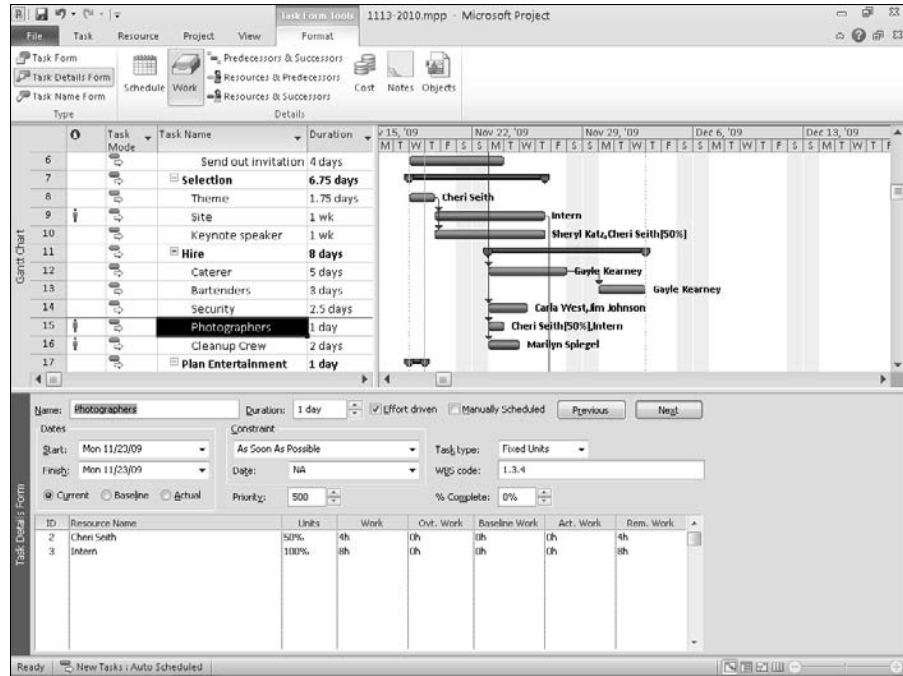 Task Form Tools
1113-2010.mpp - Microsoft Project
File Task Resource Project View Format
Task Form
Task Details Form
Task Name Form
Type
Schedule Work
Predecessors & Successors
Resources & Predecessors
Resources & Successors
Cost Notes Objects
Details
Task Mode Task Name Duration
15, '09 Nov 22, '09 Nov 29, '09 Dec 6, '09 Dec 13, '09
M T W T F S S M T W T F S S M T W T F S S M T W T F S S M T W T F
6 Send out invitation 4 days
7 Selection 6.75 days
8 Theme 1.75 days Cheri Seith
9 Site 1 wk Intern
10 Keynote speaker 1 wk Sheryl Katz,Cheri Seith[50%]
11 Hire 8 days
12 Caterer 5 days Gayle Kearney
13 Bartenders 3 days Gayle Kearney
14 Security 2.5 days Carla West,Jim Johnson
15 Photographers 1 day Cheri Seith[50%],Intern
16 Cleanup Crew 2 days Marilyn Spiegel
17 Plan Entertainment 1 day
Gantt Chart
Name: Photographers Duration: 1 day Effort driven Manually Scheduled Previous Next
Dates Constraint
Start: Mon 11/23/09 As Soon As Possible Task type: Fixed Units
Finish: Mon 11/23/09 Date: NA WBS code: 1.3.4
Current Baseline Actual Priority: 500 % Complete: 0%
ID Resource Name Units Work Ovt. Work Baseline Work Act. Work Rem. Work
2 Cheri Seith 50% 4h 0h 0h 0h 4h
3 Intern 100% 8h 0h 0h 0h 8h
Task Details Form
Ready New Tasks : Auto Scheduled